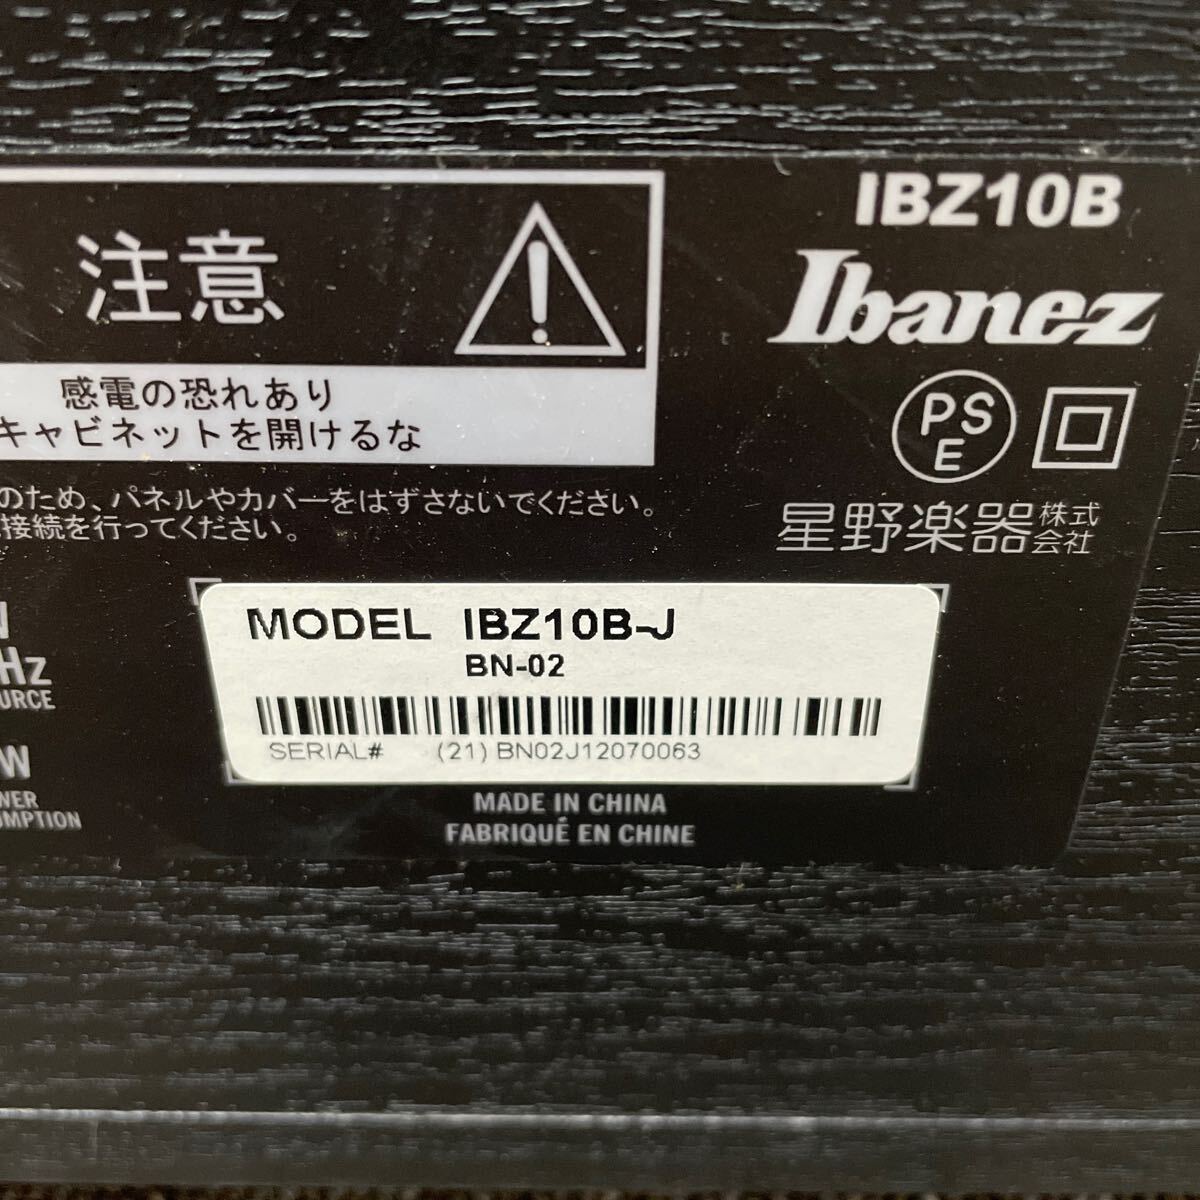 IBZ10B
Ibanez
注意
感電の恐れあり
キャビネットを開けるな
のため、パネルやカバーをはずさないでください。
接続を行ってください。
PSE
星野楽器株式会社
Hz
W
MODEL IBZ10B-J
BN-02
SERIAL# (21) BN02J12070063
MADE IN CHINA
FABRIQUÉ EN CHINE